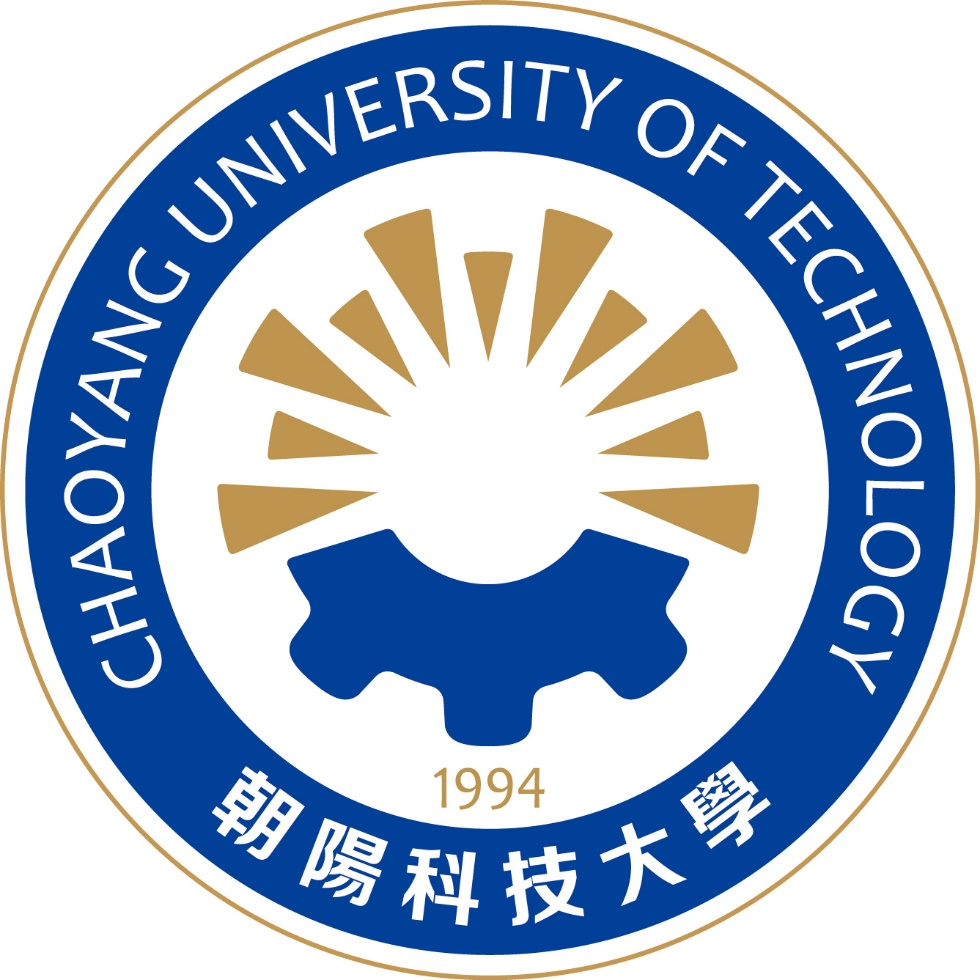 CHAOYANG UNIVERSITY OF TECHNOLOGY
1994
朝陽科技大學